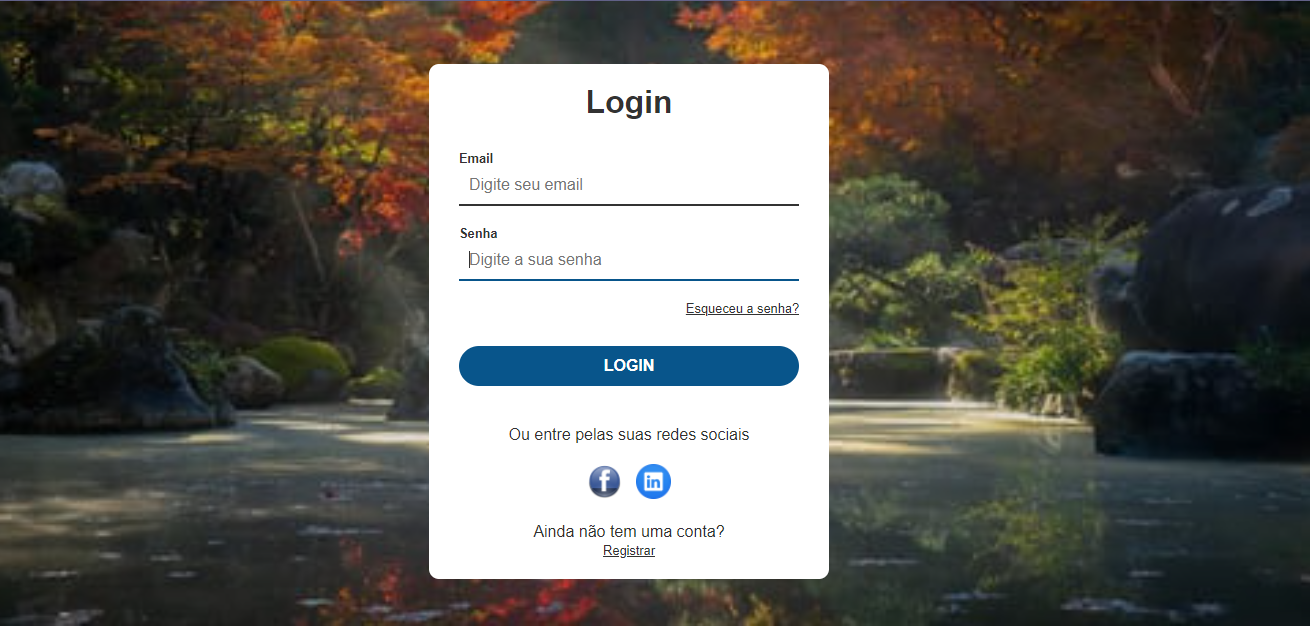 Login
Email
Digite seu email
Senha
Digite a sua senha
Esqueceu a senha?
LOGIN
Ou entre pelas suas redes sociais
f in
Ainda não tem uma conta?
Registrar